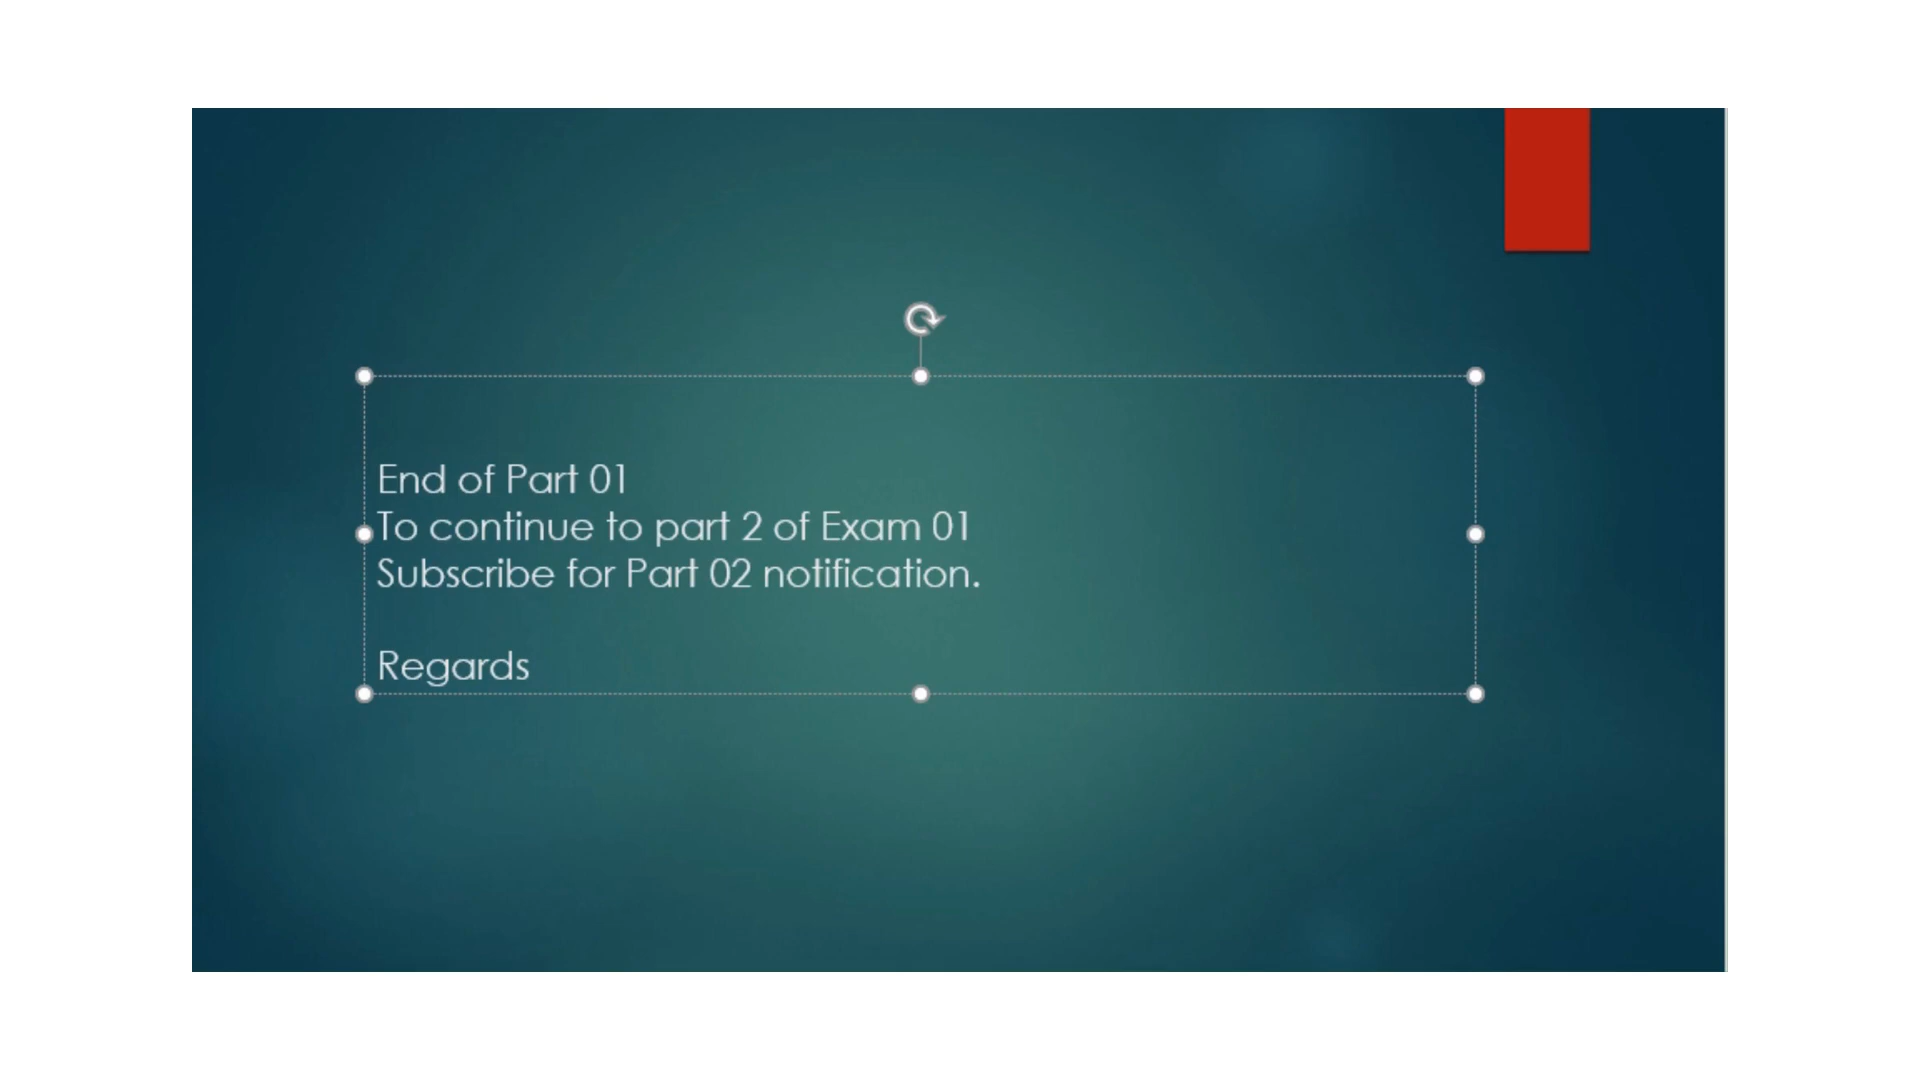 End of Part 01
To continue to part 2 of Exam 01
Subscribe for Part 02 notification.
Regards